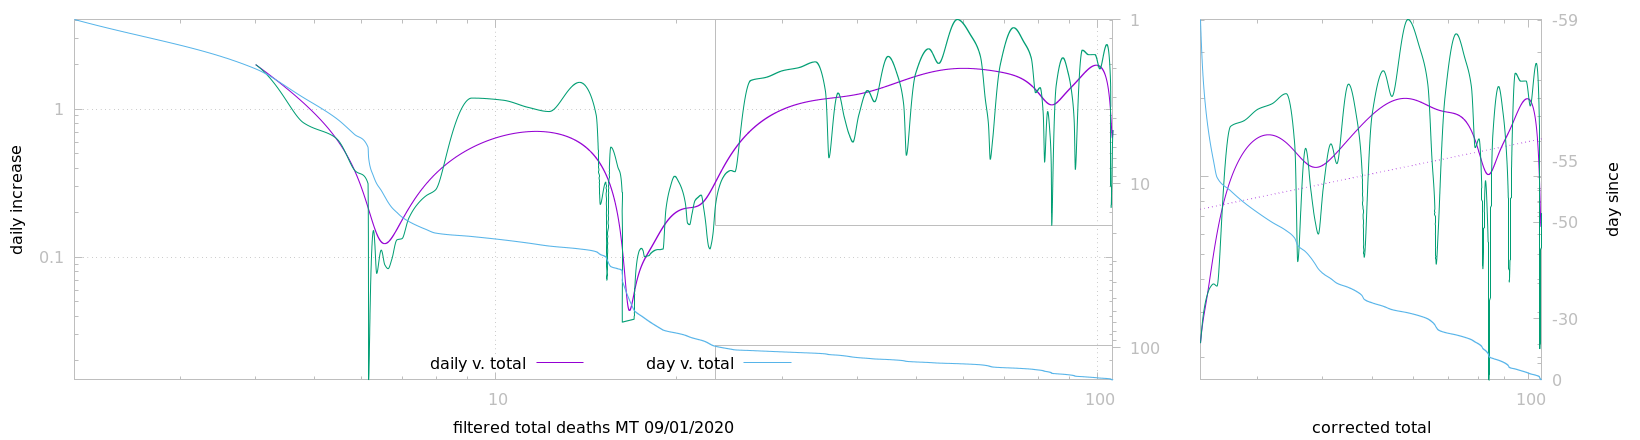 1
-59
1
daily increase
10
-55
-50
day since
0.1
-30
daily v. total
day v. total
100
0
10
100
100
filtered total deaths MT 09/01/2020
corrected total